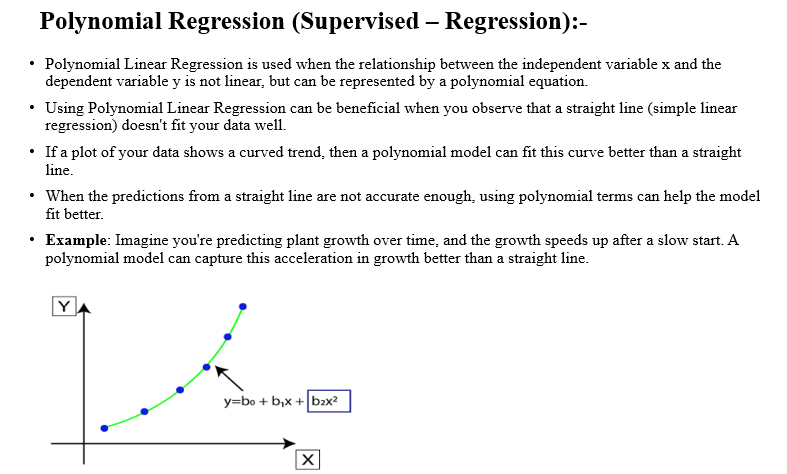 Polynomial Regression (Supervised – Regression):-
• Polynomial Linear Regression is used when the relationship between the independent variable x and the
dependent variable y is not linear, but can be represented by a polynomial equation.
• Using Polynomial Linear Regression can be beneficial when you observe that a straight line (simple linear
regression) doesn't fit your data well.
• If a plot of your data shows a curved trend, then a polynomial model can fit this curve better than a straight
line.
• When the predictions from a straight line are not accurate enough, using polynomial terms can help the model
fit better.
• Example: Imagine you're predicting plant growth over time, and the growth speeds up after a slow start. A
polynomial model can capture this acceleration in growth better than a straight line.
Y
y=b₀ + b₁x + b₂x²
X